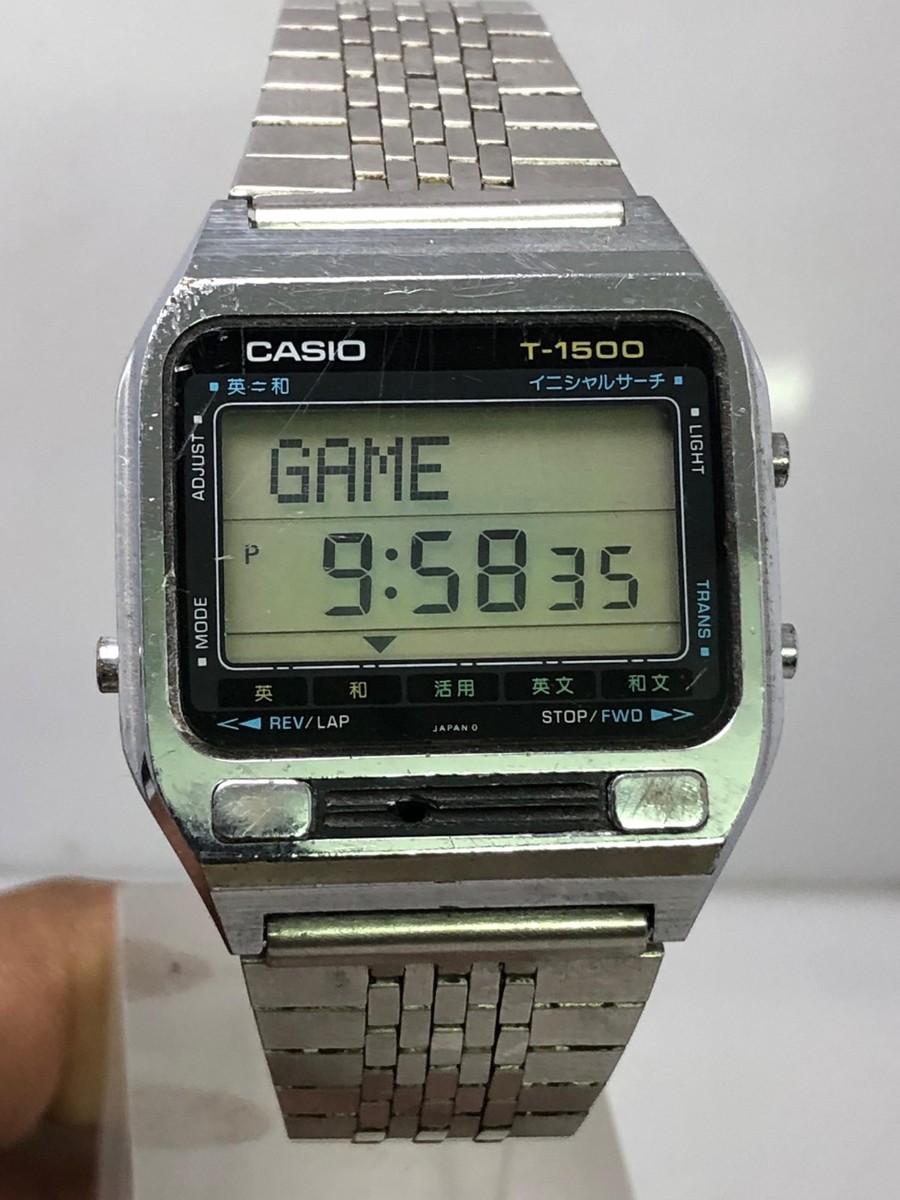 CASIO T-1500
英⇌和 イニシャルサーチ
ADJUST
LIGHT
GAME
P 9:58 35
MODE
TRANS
英 和 活用 英文 和文
REV/LAP STOP/FWD
JAPAN 0